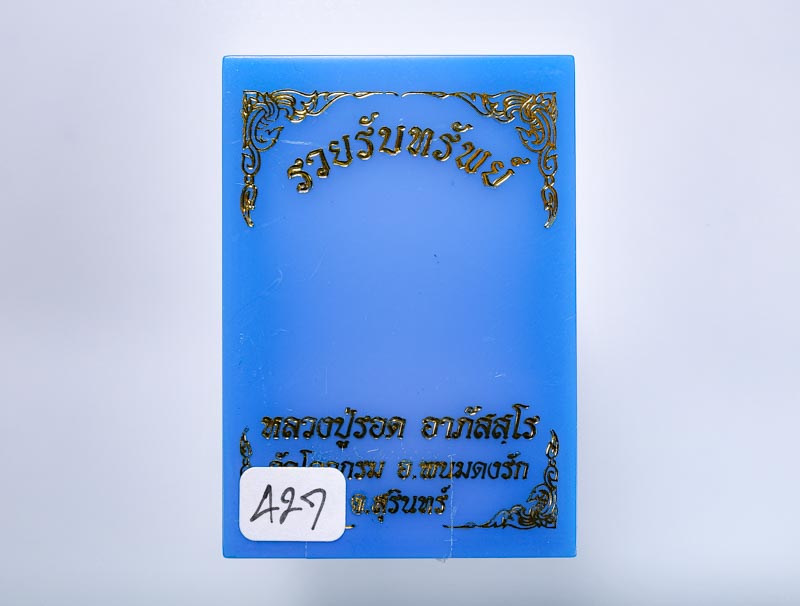 รวยรับทรัพย์
หลวงปู่รอด อาภัสสโร
อ.พนมดงรัก
จ.สุรินทร์